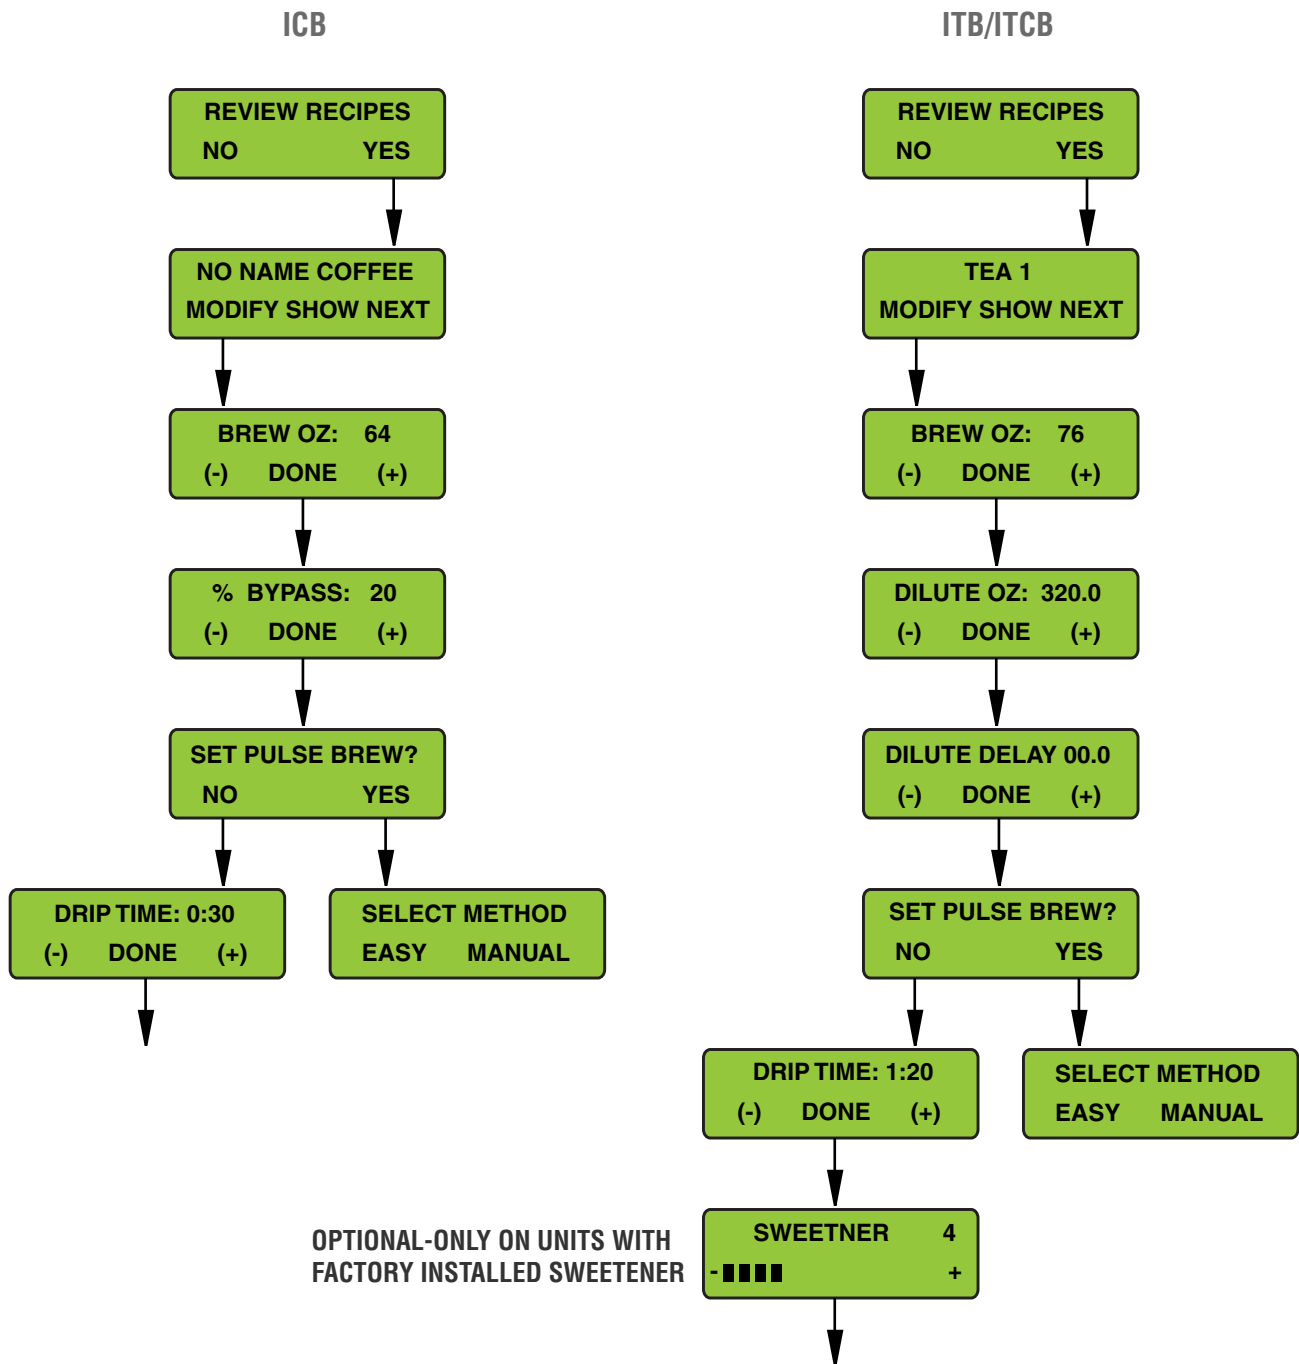 ICB
REVIEW RECIPES
NO YES
NO NAME COFFEE
MODIFY SHOW NEXT
BREW OZ: 64
(-) DONE (+)
% BYPASS: 20
(-) DONE (+)
SET PULSE BREW?
NO YES
DRIP TIME: 0:30
(-) DONE (+)
SELECT METHOD
EASY MANUAL
ITB/ITCB
REVIEW RECIPES
NO YES
TEA 1
MODIFY SHOW NEXT
BREW OZ: 76
(-) DONE (+)
DILUTE OZ: 320.0
(-) DONE (+)
DILUTE DELAY 00.0
(-) DONE (+)
SET PULSE BREW?
NO YES
DRIP TIME: 1:20
(-) DONE (+)
SELECT METHOD
EASY MANUAL
OPTIONAL-ONLY ON UNITS WITH
FACTORY INSTALLED SWEETENER
SWEETNER 4
- +